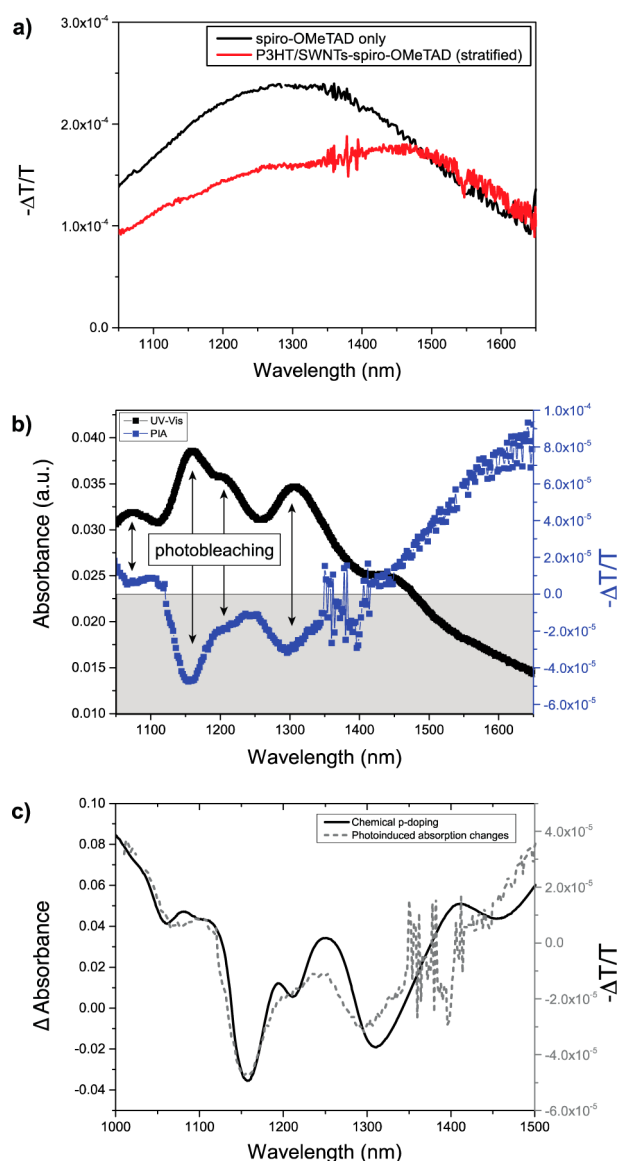 a)
3.0x10⁻⁴
2.0x10⁻⁴
1.0x10⁻⁴
0.0
-ΔT/T
spiro-OMeTAD only
P3HT/SWNTs-spiro-OMeTAD (stratified)
1100 1200 1300 1400 1500 1600
Wavelength (nm)
b)
UV-Vis
PIA
photobleaching
0.040
0.035
0.030
0.025
0.020
0.015
0.010
Absorbance (a.u.)
1.0x10⁻⁴
8.0x10⁻⁵
6.0x10⁻⁵
4.0x10⁻⁵
2.0x10⁻⁵
0.0
-2.0x10⁻⁵
-4.0x10⁻⁵
-6.0x10⁻⁵
-ΔT/T
1100 1200 1300 1400 1500 1600
Wavelength (nm)
c)
Chemical p-doping
Photoinduced absorption changes
0.10
0.08
0.06
0.04
0.02
0.00
-0.02
-0.04
Δ Absorbance
4.0x10⁻⁵
2.0x10⁻⁵
0.0
-2.0x10⁻⁵
-4.0x10⁻⁵
-6.0x10⁻⁵
-ΔT/T
1000 1100 1200 1300 1400 1500
Wavelength (nm)